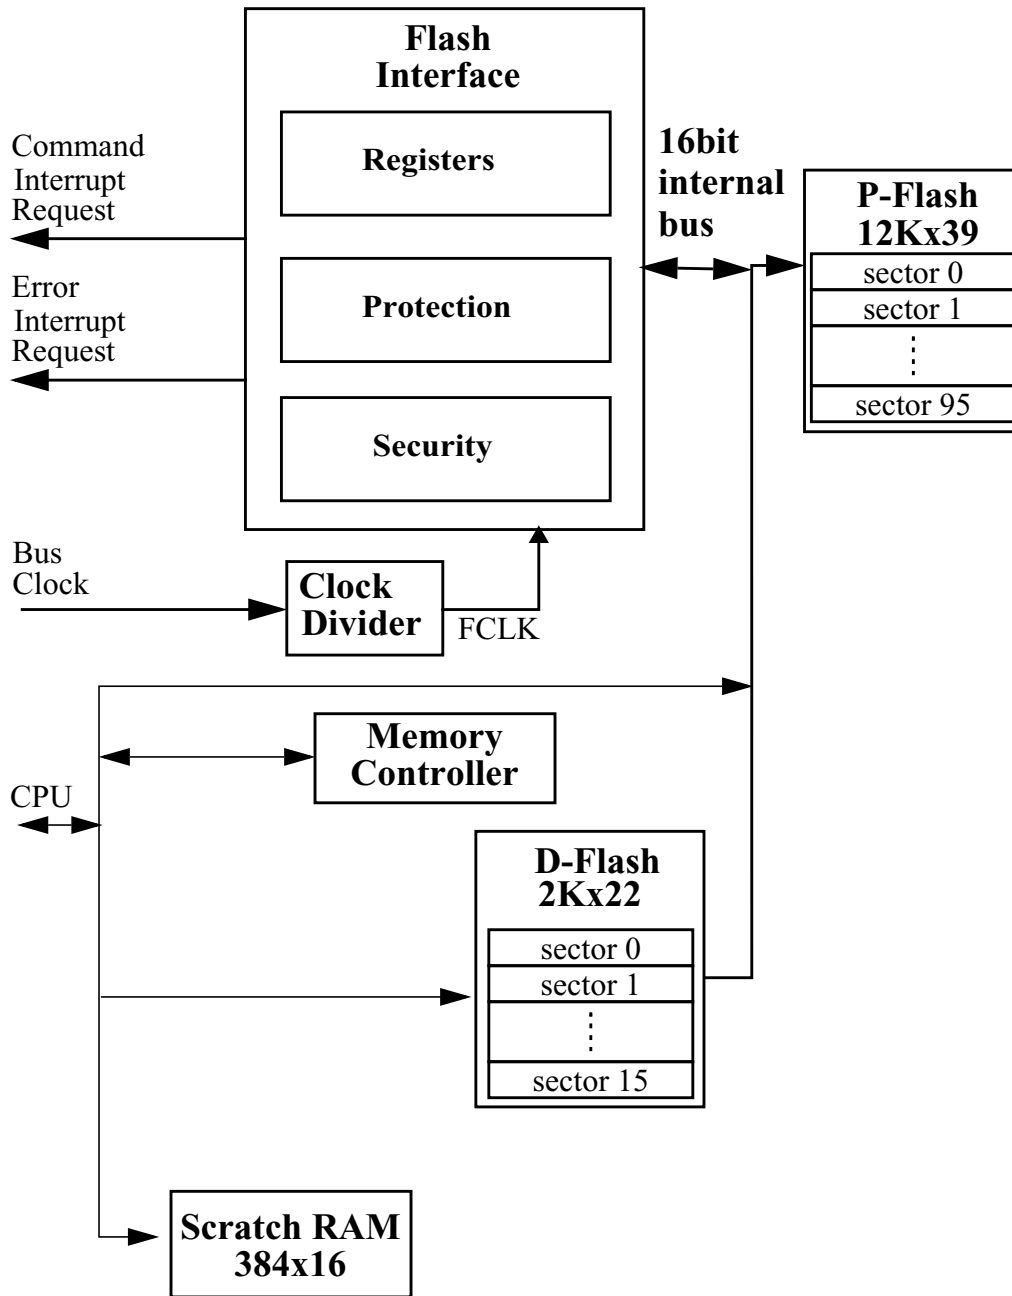 Flash
Interface
Registers
Protection
Security
Command
Interrupt
Request
Error
Interrupt
Request
16bit
internal
bus
P-Flash
12Kx39
sector 0
sector 1
sector 95
Bus
Clock
Clock
Divider
FCLK
Memory
Controller
CPU
D-Flash
2Kx22
sector 0
sector 1
sector 15
Scratch RAM
384x16